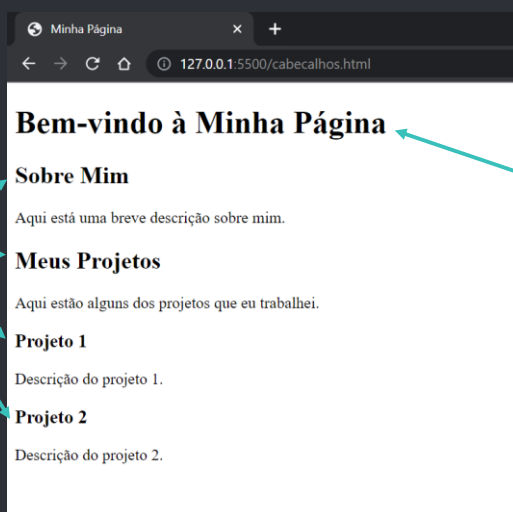 Minha Página
127.0.0.1:5500/cabecalhos.html
Bem-vindo à Minha Página
Sobre Mim
Aqui está uma breve descrição sobre mim.
Meus Projetos
Aqui estão alguns dos projetos que eu trabalhei.
Projeto 1
Descrição do projeto 1.
Projeto 2
Descrição do projeto 2.